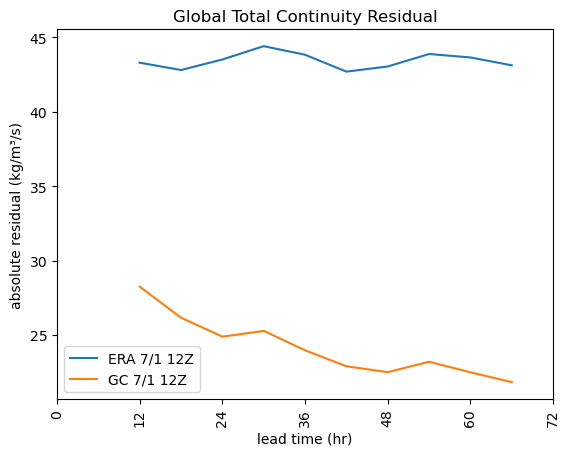 Global Total Continuity Residual
absolute residual (kg/m³/s)
45
40
35
30
25
ERA 7/1 12Z
GC 7/1 12Z
0
12
24
36
48
60
72
lead time (hr)